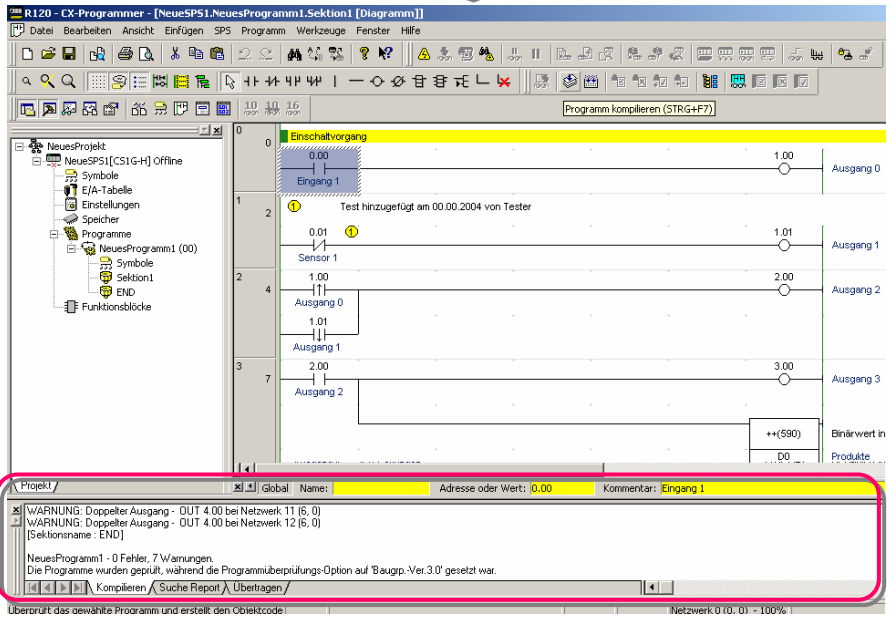 R120 - CX-Programmer - [NeueSPS1.NeuesProgramm1.Sektion1 [Diagramm]]
Datei Bearbeiten Ansicht Einfügen SPS Programm Werkzeuge Fenster Hilfe
10 10 16
Programm kompilieren (STRG+F7)
NeuesProjekt
NeueSPS1[CS1G-H] Offline
Symbole
E/A-Tabelle
Einstellungen
Speicher
Programme
NeuesProgramm1 (00)
Symbole
Sektion1
END
Funktionsblöcke
Projekt
0
0
Einschaltvorgang
0.00
Eingang 1
1.00
Ausgang 0
1
2
1 Test hinzugefügt am 00.00.2004 von Tester
0.01 1
Sensor 1
1.01
Ausgang 1
2
4
1.00
Ausgang 0
2.00
Ausgang 2
1.01
Ausgang 1
3
7
2.00
Ausgang 2
3.00
Ausgang 3
++(590)
Binärwert in
D0
Produkte
Global Name: Adresse oder Wert: 0.00 Kommentar: Eingang 1
WARNUNG: Doppelter Ausgang - OUT 4.00 bei Netzwerk 11 (6, 0)
WARNUNG: Doppelter Ausgang - OUT 4.00 bei Netzwerk 12 (6, 0)
[Sektionsname : END]
NeuesProgramm1 - 0 Fehler, 7 Warnungen.
Die Programme wurden geprüft, während die Programmüberprüfungs-Option auf 'Baugrp.-Ver.3.0' gesetzt war.
Kompilieren Suche Report Übertragen
Überprüft das gewählte Programm und erstellt den Objektcode
Netzwerk 0 (0, 0) - 100%